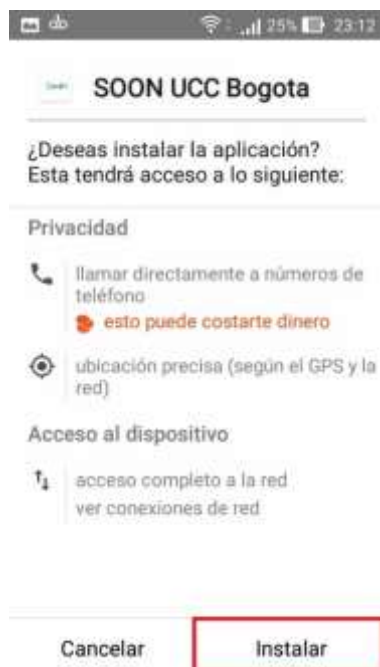 25% 23:12
SOON UCC Bogota
¿Deseas instalar la aplicación?
Esta tendrá acceso a lo siguiente:
Privacidad
llamar directamente a números de
teléfono
esto puede costarte dinero
ubicación precisa (según el GPS y la
red)
Acceso al dispositivo
acceso completo a la red
ver conexiones de red
Cancelar Instalar